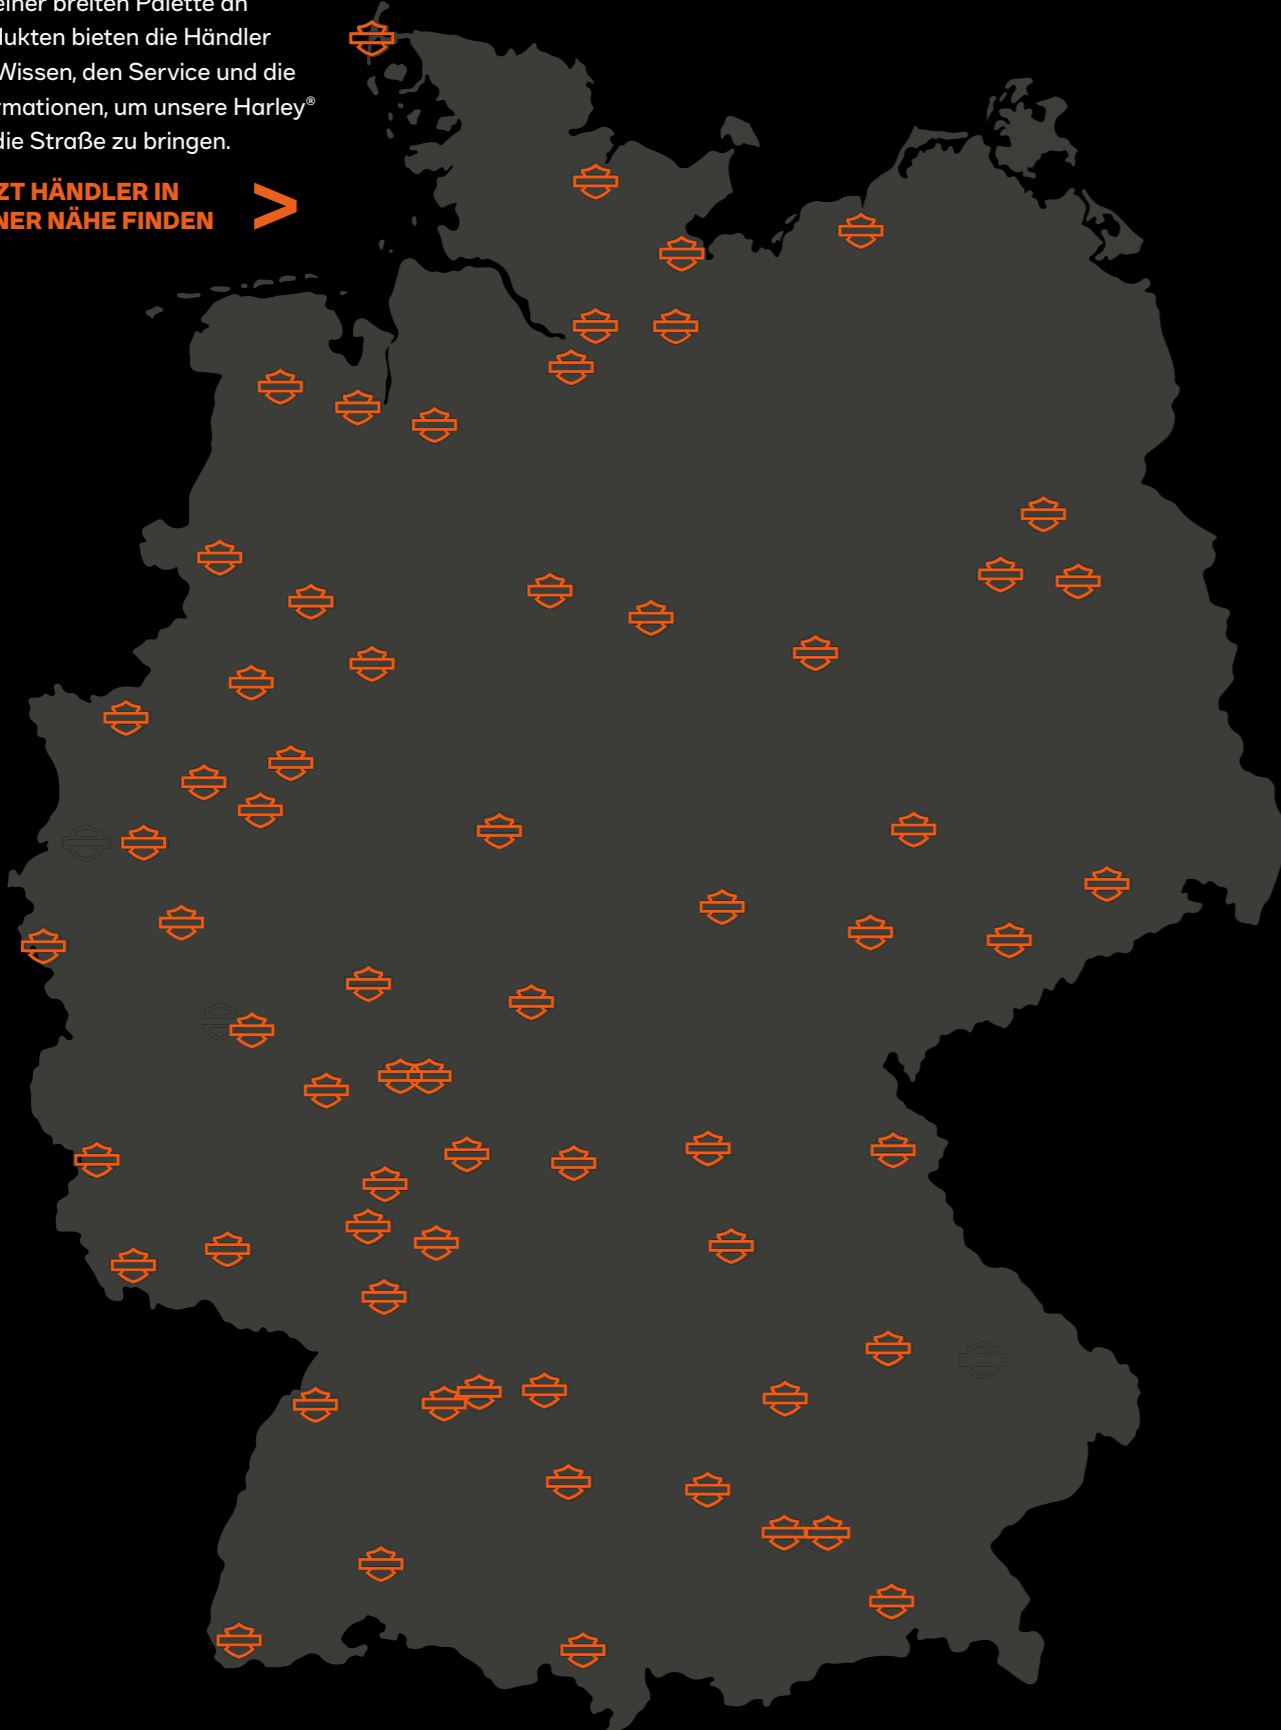 einer breiten Palette an
dukten bieten die Händler
Wissen, den Service und die
rmationen, um unsere Harley®
die Straße zu bringen.
ZT HÄNDLER IN
NER NÄHE FINDEN
>